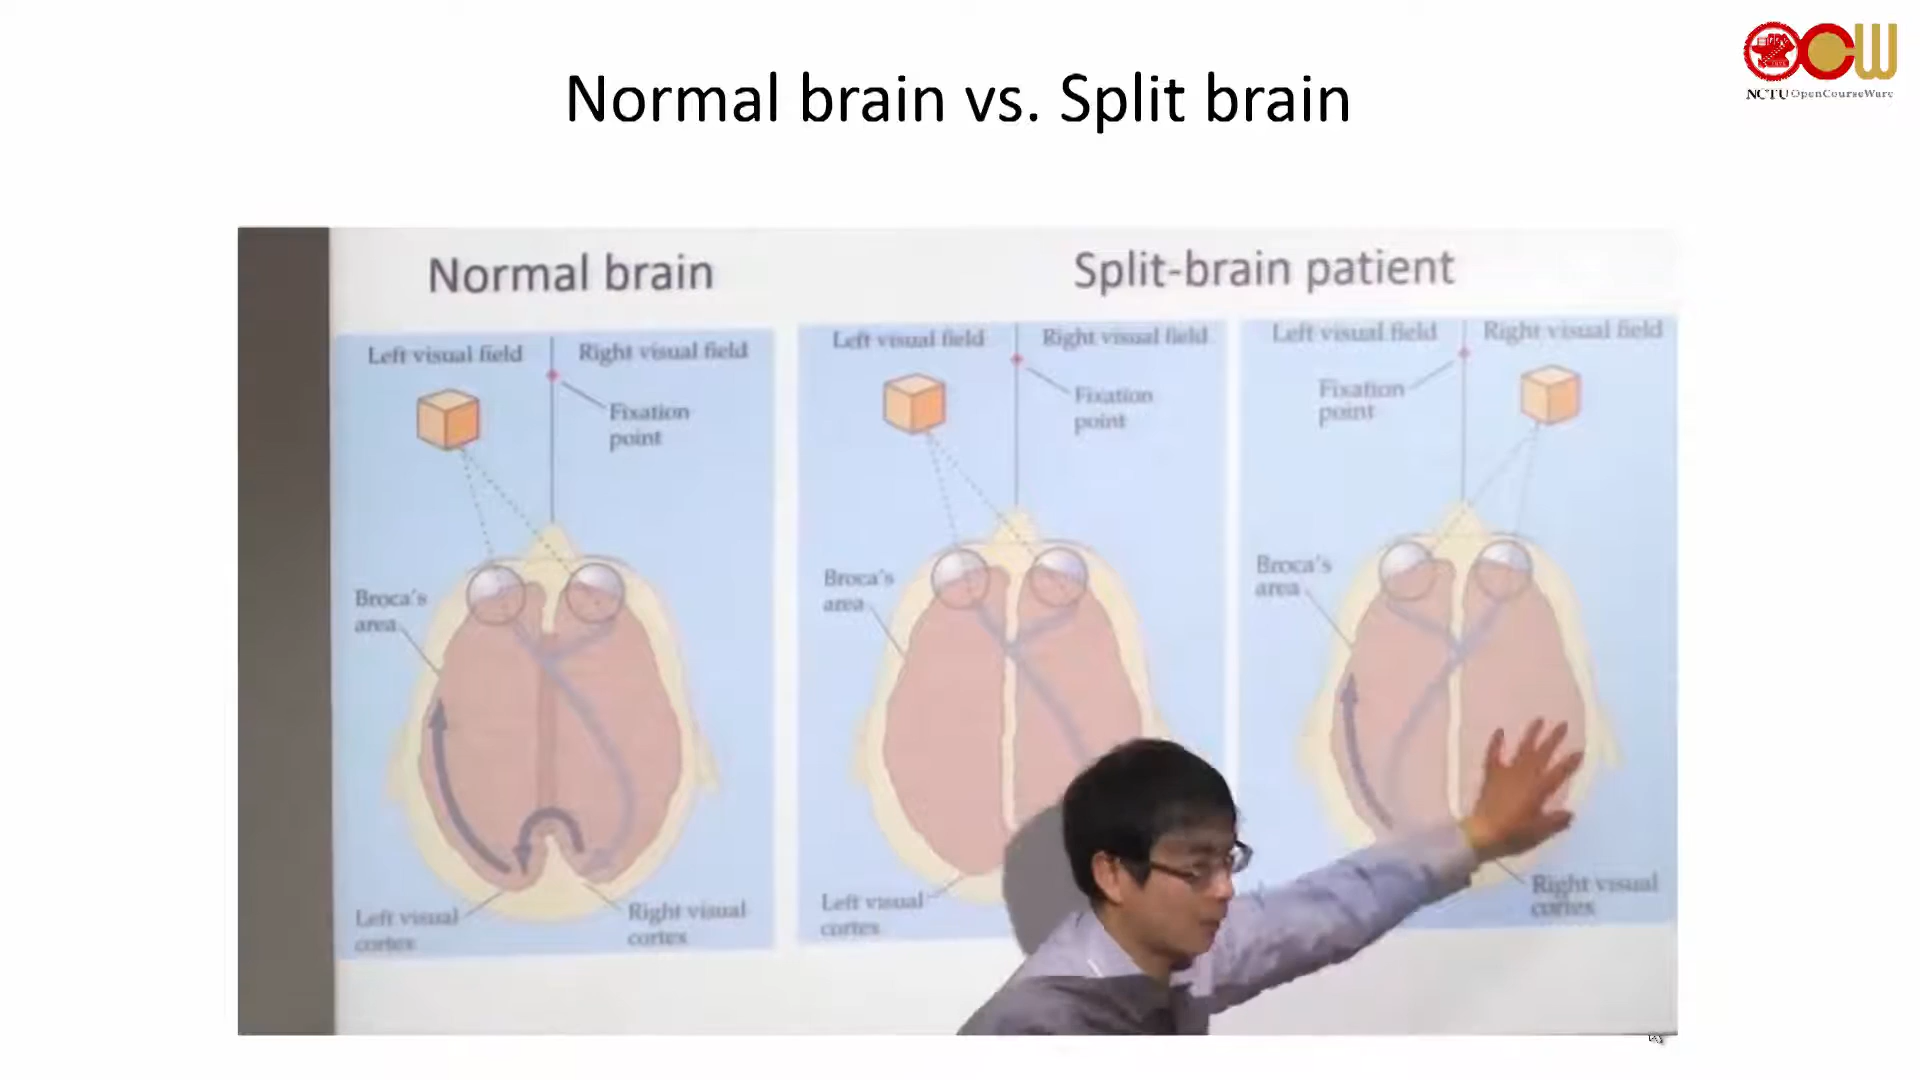 NCTU OpenCourseWare
Normal brain vs. Split brain
Normal brain
Split-brain patient
Left visual field
Right visual field
Fixation
point
Broca's
area
Left visual
cortex
Right visual
cortex
Left visual field
Right visual field
Fixation
point
Broca's
area
Left visual
cortex
Left visual field
Right visual field
Fixation
point
Broca's
area
Right visual
cortex